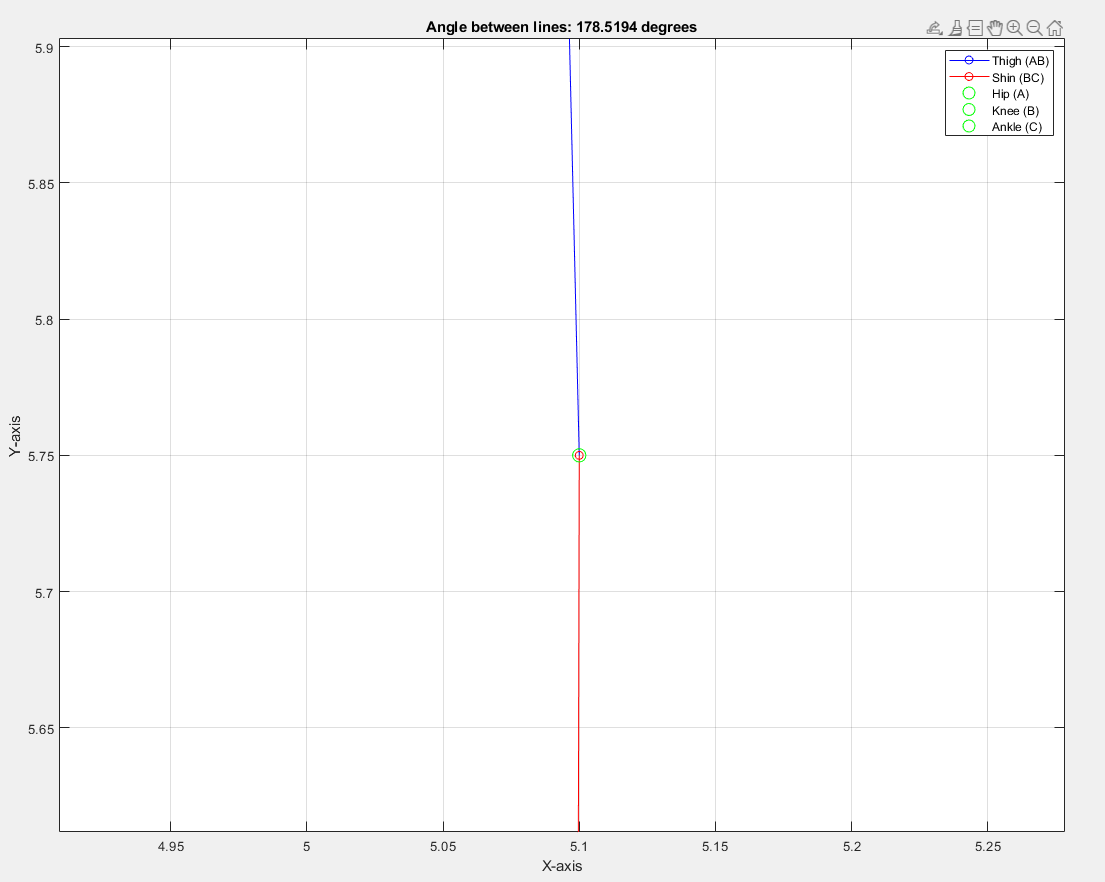 Angle between lines: 178.5194 degrees
Thigh (AB)
Shin (BC)
Hip (A)
Knee (B)
Ankle (C)
Y-axis
5.9
5.85
5.8
5.75
5.7
5.65
4.95 5 5.05 5.1 5.15 5.2 5.25
X-axis